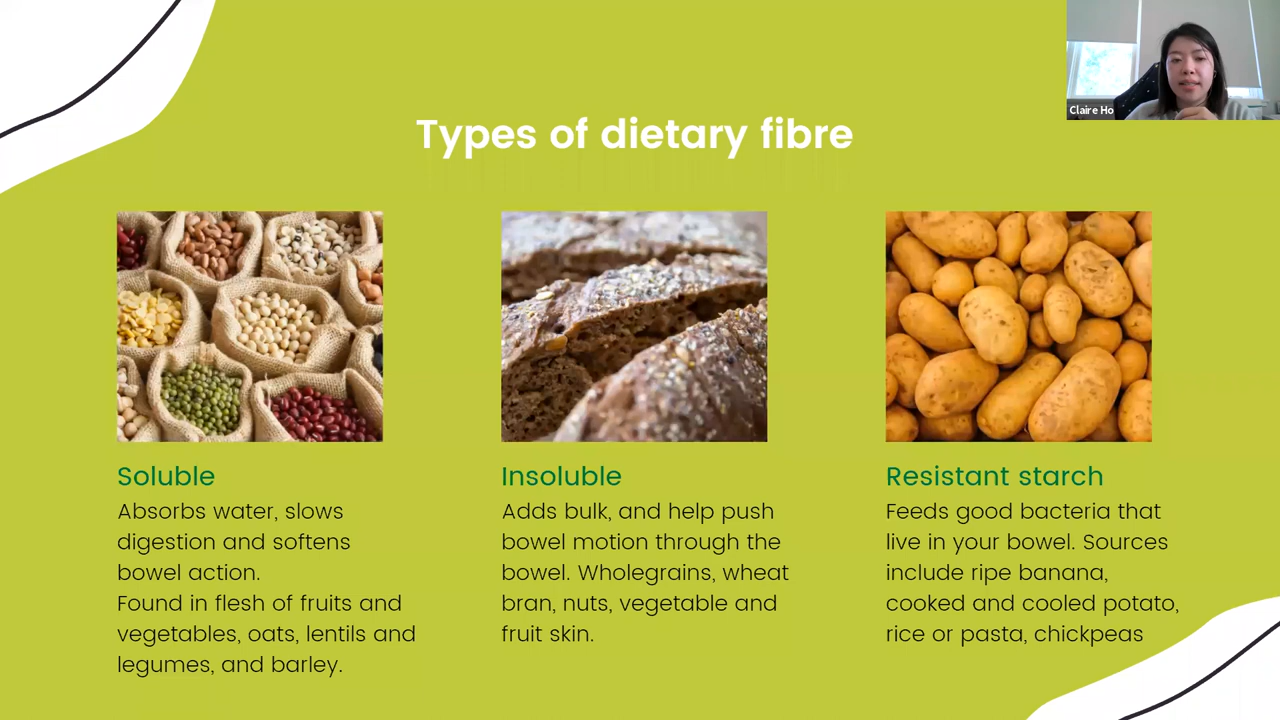 Claire Ho
Types of dietary fibre
Soluble
Absorbs water, slows
digestion and softens
bowel action.
Found in flesh of fruits and
vegetables, oats, lentils and
legumes, and barley.
Insoluble
Adds bulk, and help push
bowel motion through the
bowel. Wholegrains, wheat
bran, nuts, vegetable and
fruit skin.
Resistant starch
Feeds good bacteria that
live in your bowel. Sources
include ripe banana,
cooked and cooled potato,
rice or pasta, chickpeas